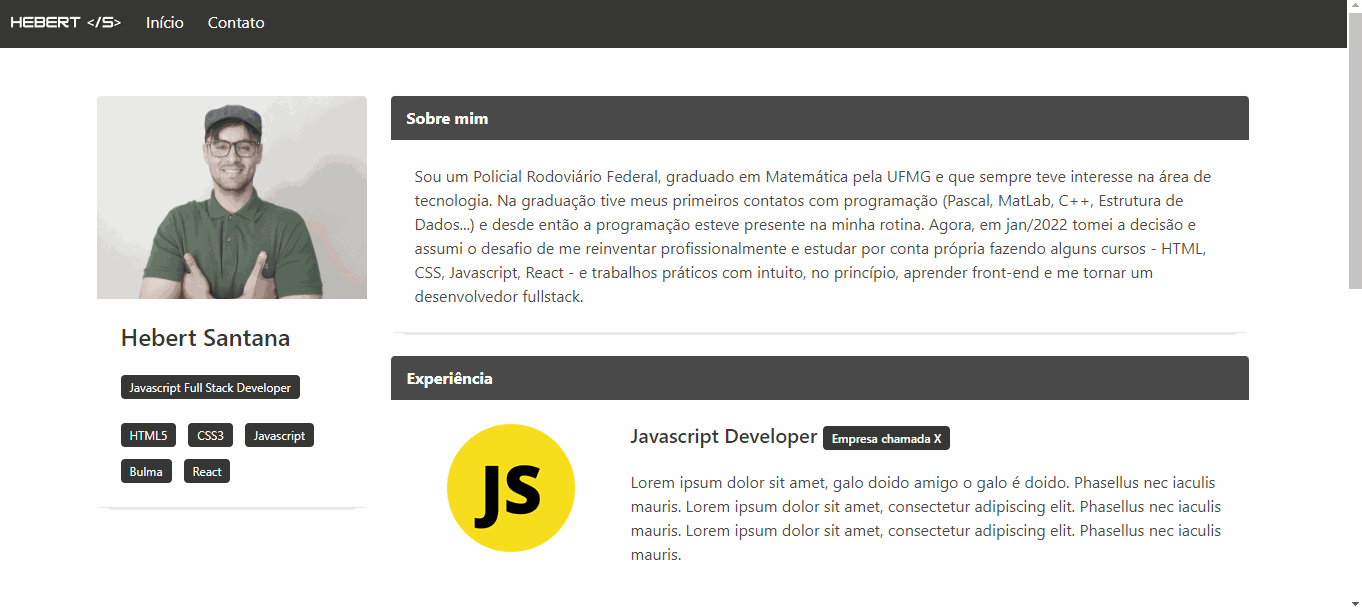 HEBERT </S> Início Contato
Sobre mim
Sou um Policial Rodoviário Federal, graduado em Matemática pela UFMG e que sempre teve interesse na área de
tecnologia. Na graduação tive meus primeiros contatos com programação (Pascal, MatLab, C++, Estrutura de
Dados...) e desde então a programação esteve presente na minha rotina. Agora, em jan/2022 tomei a decisão e
assumi o desafio de me reinventar profissionalmente e estudar por conta própria fazendo alguns cursos - HTML,
CSS, Javascript, React - e trabalhos práticos com intuito, no princípio, aprender front-end e me tornar um
desenvolvedor fullstack.
Hebert Santana
Javascript Full Stack Developer
HTML5 CSS3 Javascript
Bulma React
Experiência
JS
Javascript Developer Empresa chamada X
Lorem ipsum dolor sit amet, galo doido amigo o galo é doido. Phasellus nec iaculis
mauris. Lorem ipsum dolor sit amet, consectetur adipiscing elit. Phasellus nec iaculis
mauris. Lorem ipsum dolor sit amet, consectetur adipiscing elit. Phasellus nec iaculis
mauris.